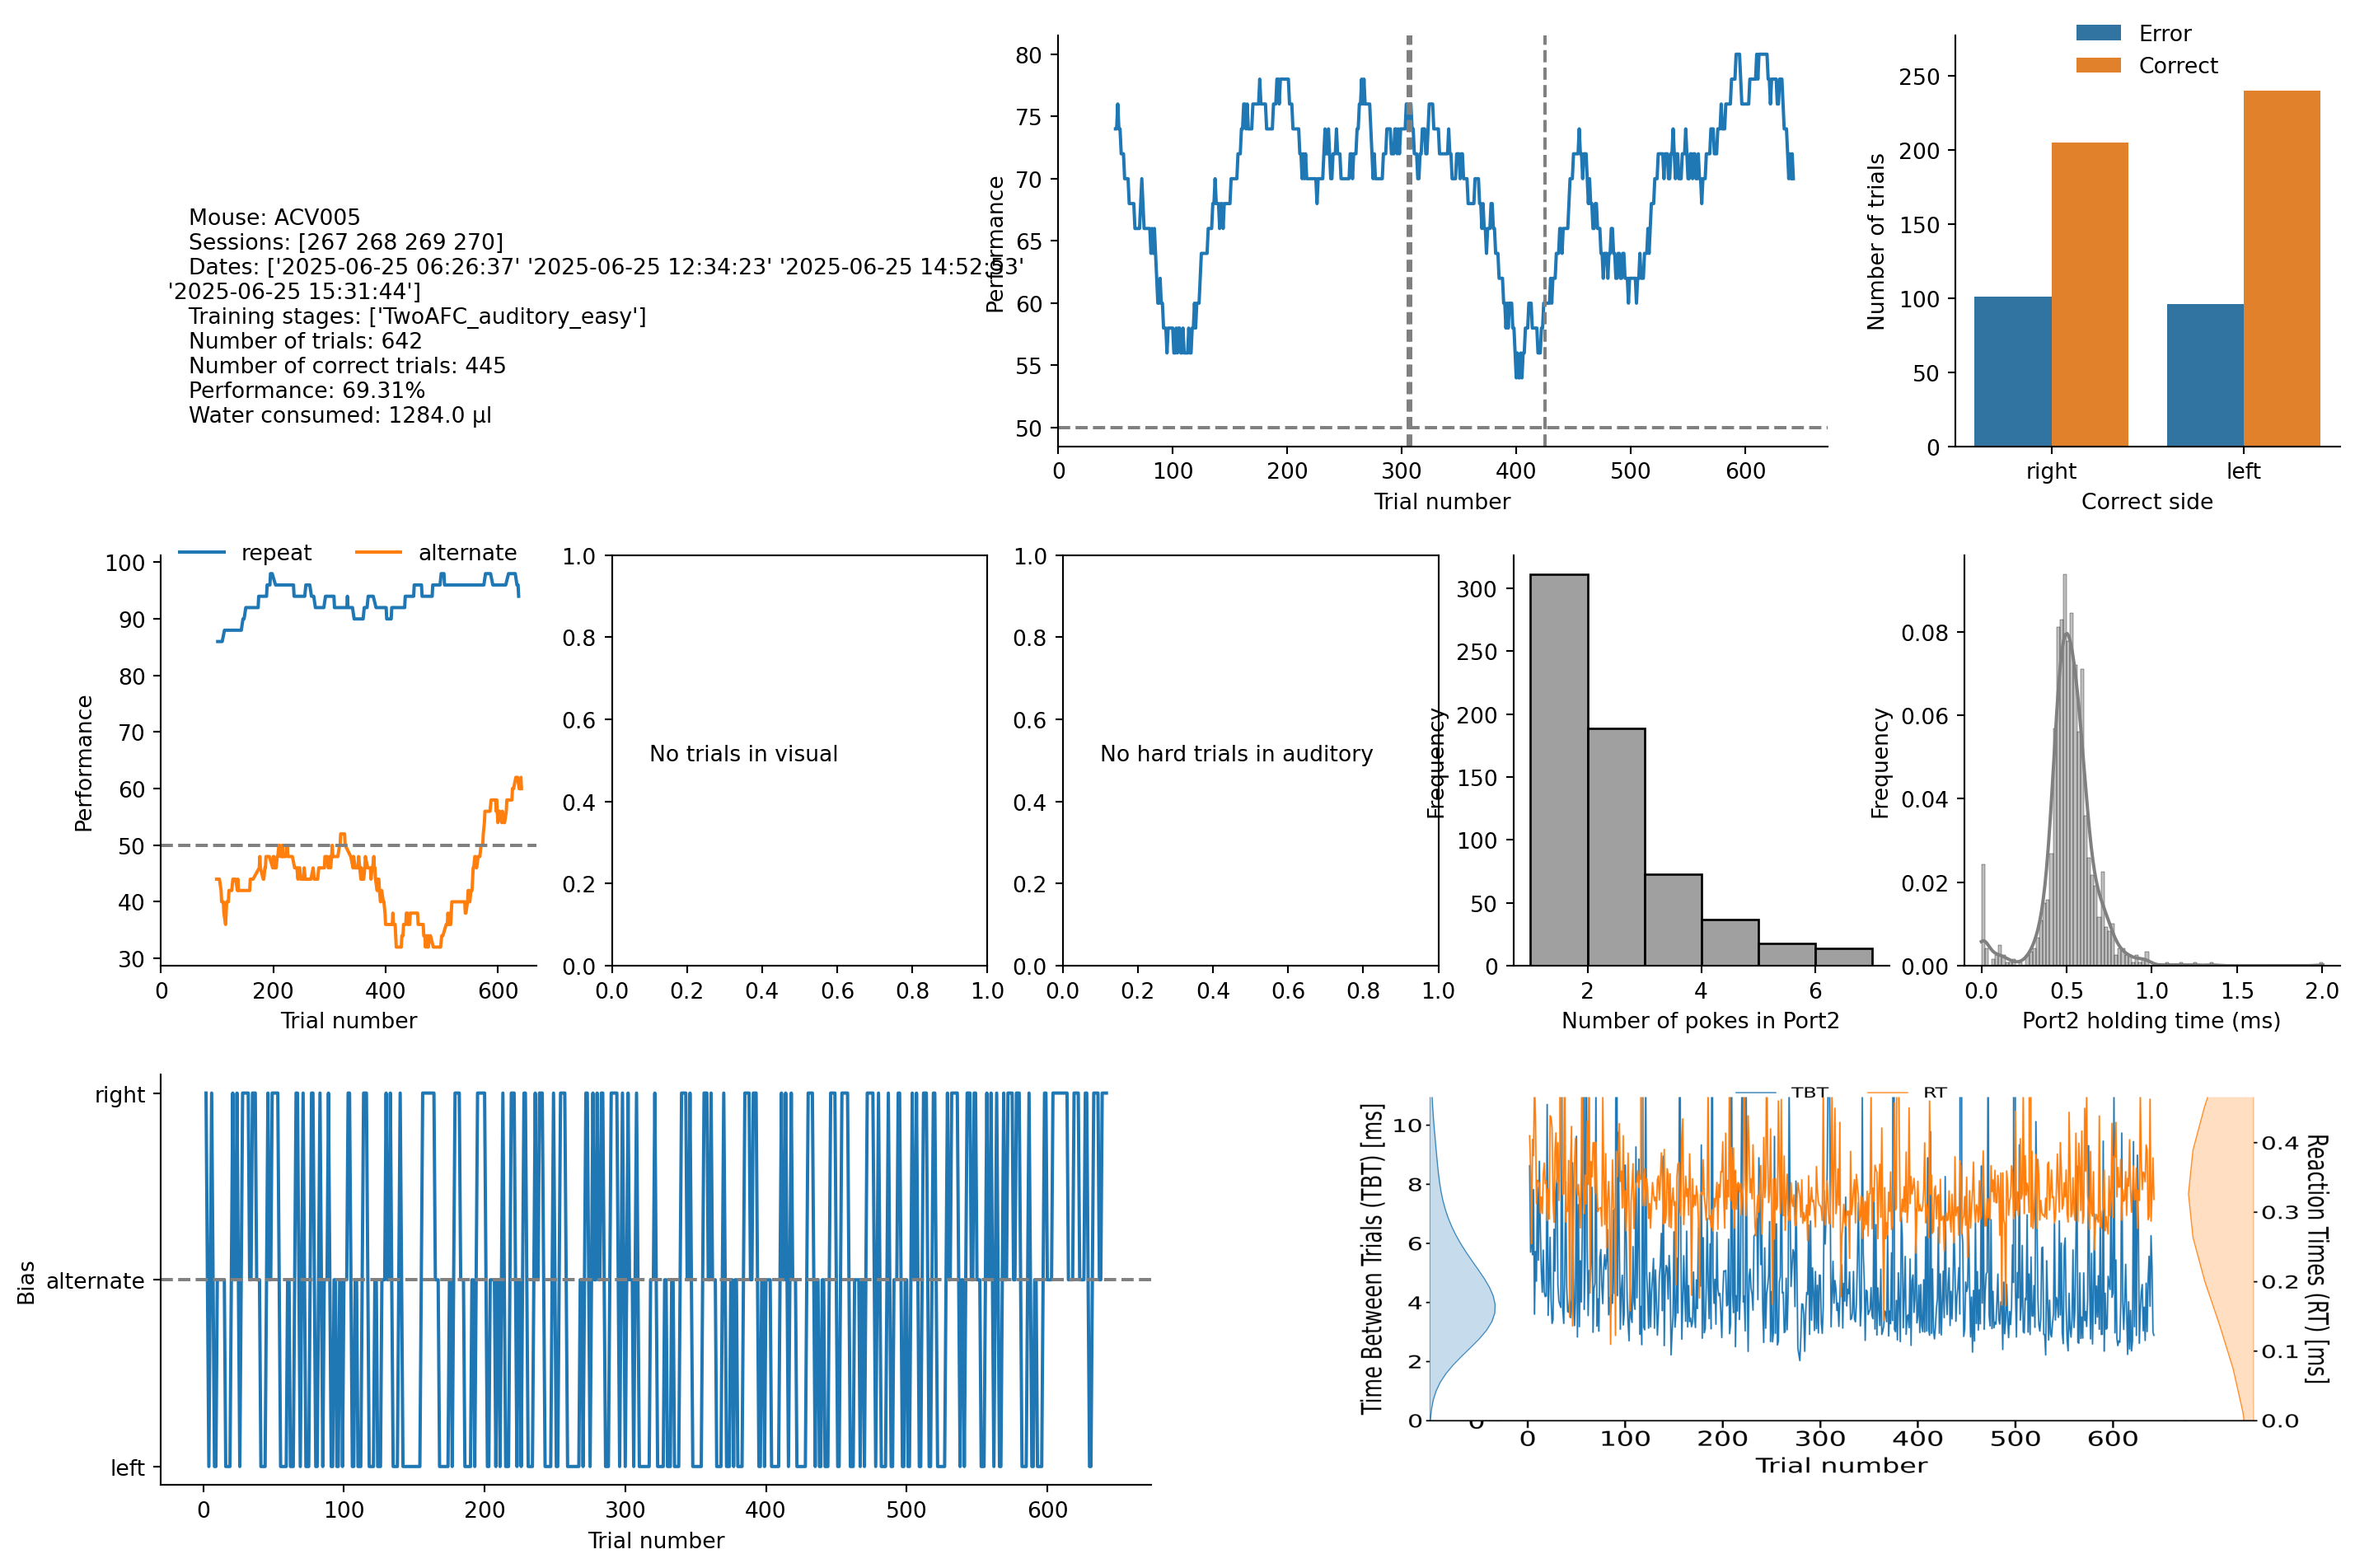 Mouse: ACV005
Sessions: [267 268 269 270]
Dates: ['2025-06-25 06:26:37' '2025-06-25 12:34:23' '2025-06-25 14:52:53'
'2025-06-25 15:31:44']
Training stages: ['TwoAFC_auditory_easy']
Number of trials: 642
Number of correct trials: 445
Performance: 69.31%
Water consumed: 1284.0 µl
Performance
80
75
70
65
60
55
50
0 100 200 300 400 500 600
Trial number
Error
Correct
Number of trials
250
200
150
100
50
0
right left
Correct side
repeat alternate
Performance
100
90
80
70
60
50
40
30
0 200 400 600
Trial number
1.0
0.8
0.6
0.4
0.2
0.0
No trials in visual
0.0 0.2 0.4 0.6 0.8 1.0
1.0
0.8
0.6
0.4
0.2
0.0
No hard trials in auditory
0.0 0.2 0.4 0.6 0.8 1.0
Frequency
300
250
200
150
100
50
0
2 4 6
Number of pokes in Port2
Frequency
0.08
0.06
0.04
0.02
0.00
0.0 0.5 1.0 1.5 2.0
Port2 holding time (ms)
Bias
right
alternate
left
0 100 200 300 400 500 600
Trial number
TBT RT
Time Between Trials (TBT) [ms]
10
8
6
4
2
0
0 100 200 300 400 500 600
Trial number
0.4
0.3
0.2
0.1
0.0
Reaction Times (RT) [ms]